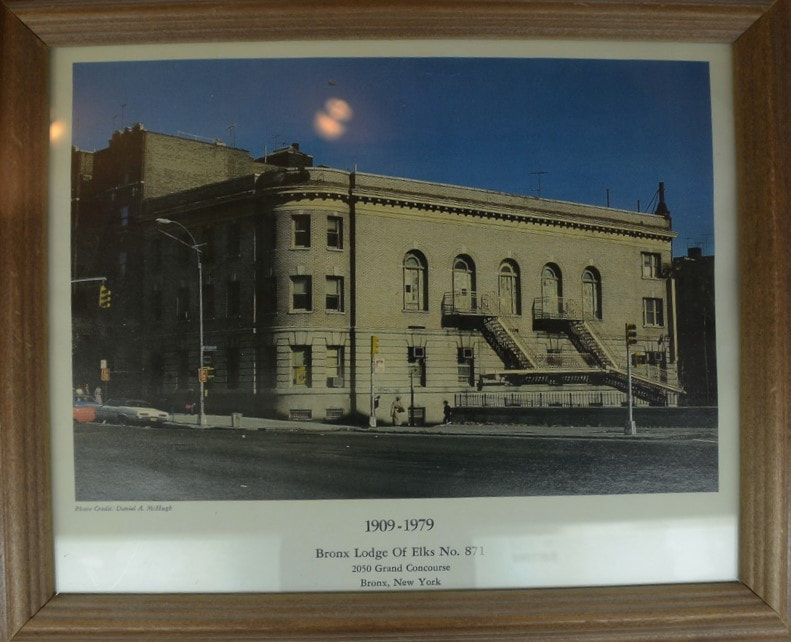 Photo Credit: Daniel A. McHugh
1909-1979
Bronx Lodge Of Elks No. 871
2050 Grand Concourse
Bronx, New York